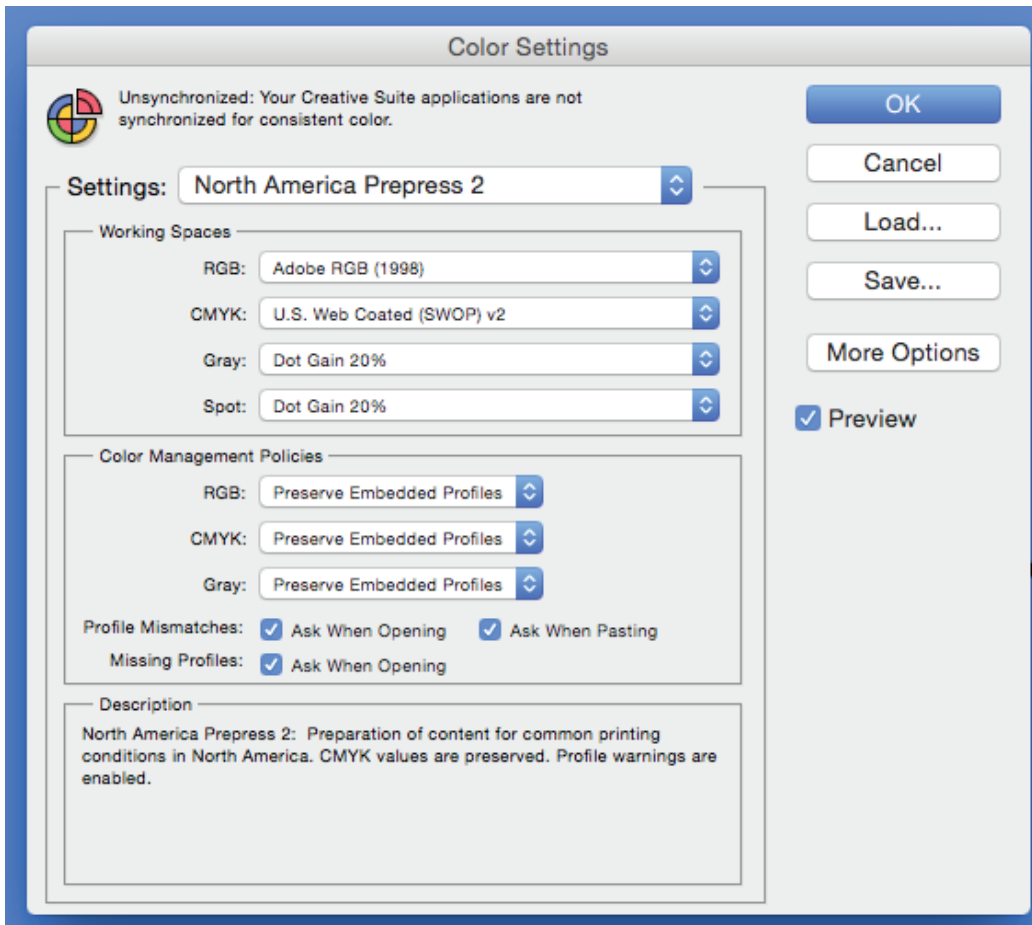 Color Settings
Unsynchronized: Your Creative Suite applications are not
synchronized for consistent color.
Settings: North America Prepress 2
Working Spaces
RGB: Adobe RGB (1998)
CMYK: U.S. Web Coated (SWOP) v2
Gray: Dot Gain 20%
Spot: Dot Gain 20%
Color Management Policies
RGB: Preserve Embedded Profiles
CMYK: Preserve Embedded Profiles
Gray: Preserve Embedded Profiles
Profile Mismatches: Ask When Opening Ask When Pasting
Missing Profiles: Ask When Opening
Description
North America Prepress 2: Preparation of content for common printing
conditions in North America. CMYK values are preserved. Profile warnings are
enabled.
OK
Cancel
Load...
Save...
More Options
Preview